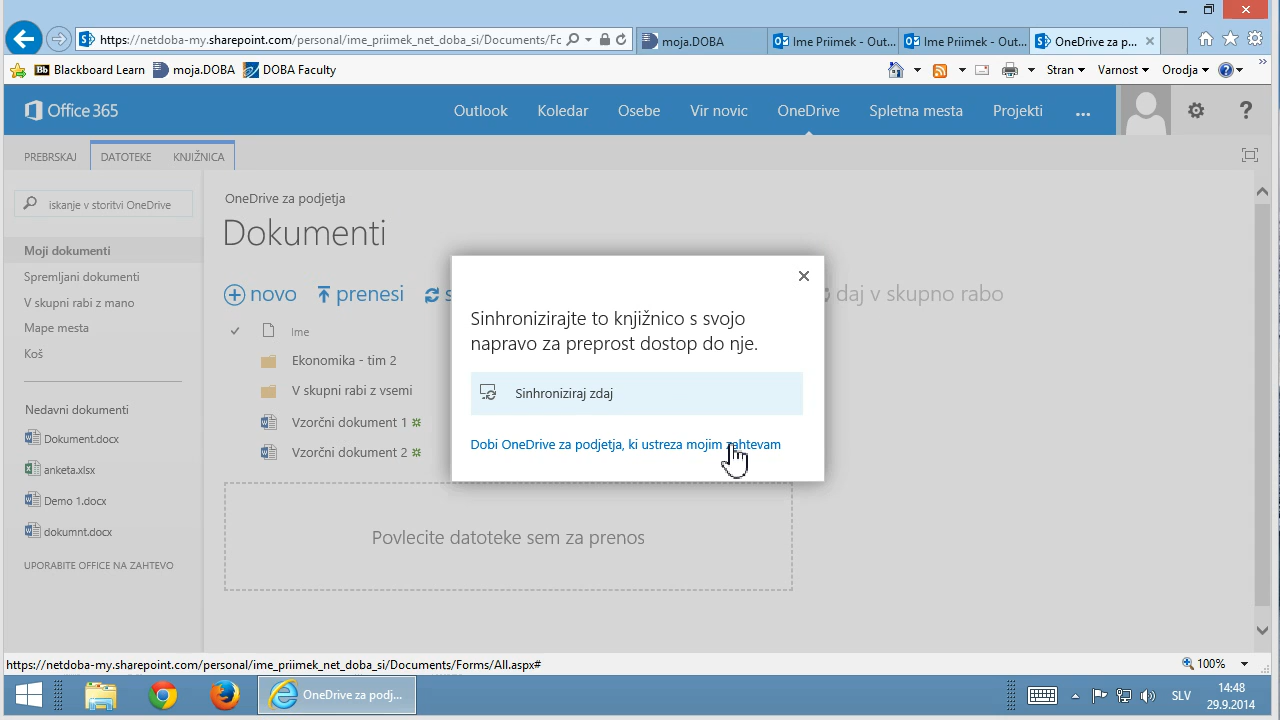 https://netdoba-my.sharepoint.com/personal/ime_priimek_net_doba_si/Documents/Fo
moja.DOBA
Ime Priimek - Out...
Ime Priimek - Out...
OneDrive za p...
Blackboard Learn
moja.DOBA
DOBA Faculty
Stran
Varnost
Orodja
Office 365
Outlook
Koledar
Osebe
Vir novic
OneDrive
Spletna mesta
Projekti
...
PREBRSKAJ
DATOTEKE
KNJIŽNICA
iskanje v storitvi OneDrive
Moji dokumenti
Spremljani dokumenti
V skupni rabi z mano
Mape mesta
Koš
Nedavni dokumenti
Dokument.docx
anketa.xlsx
Demo 1.docx
dokumnt.docx
UPORABITE OFFICE NA ZAHTEVO
OneDrive za podjetja
Dokumenti
novo
prenesi
s
daj v skupno rabo
Ime
Ekonomika - tim 2
V skupni rabi z vsemi
Vzorčni dokument 1
Vzorčni dokument 2
Povlecite datoteke sem za prenos
Sinhronizirajte to knjižnico s svojo
napravo za preprost dostop do nje.
Sinhroniziraj zdaj
Dobi OneDrive za podjetja, ki ustreza mojim zahtevam
https://netdoba-my.sharepoint.com/personal/ime_priimek_net_doba_si/Documents/Forms/All.aspx#
100%
OneDrive za podj...
SLV
14:48
29.9.2014